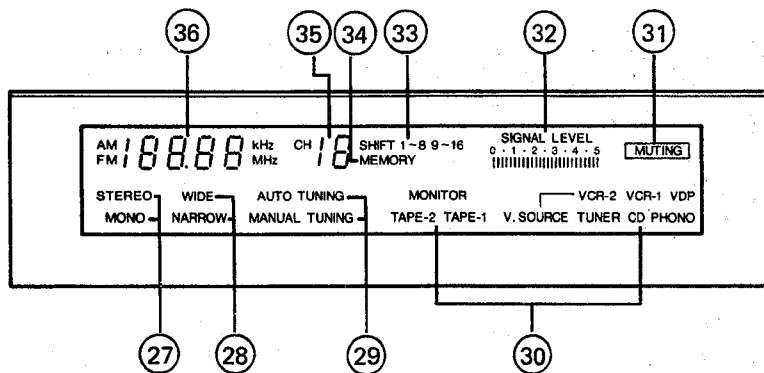 36 35 34 33 32 31
AM 188.88 kHz CH 18 SHIFT 1~8 9~16 SIGNAL LEVEL MUTING
FM MHz MEMORY 0·1·2·3·4·5
STEREO WIDE AUTO TUNING MONITOR VCR-2 VCR-1 VDP
MONO NARROW MANUAL TUNING TAPE-2 TAPE-1 V. SOURCE TUNER CD PHONO
27 28 29 30